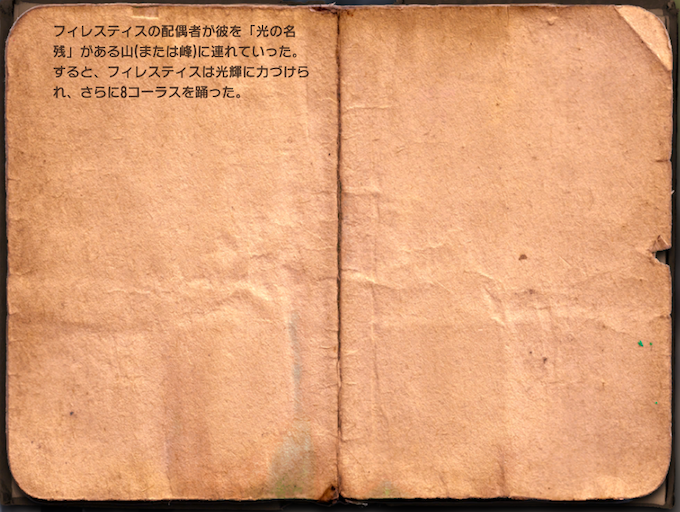 フィレスティスの配偶者が彼を「光の名
残」がある山(または峰)に連れていった。
すると、フィレスティスは光輝に力づけら
れ、さらに8コーラスを踊った。